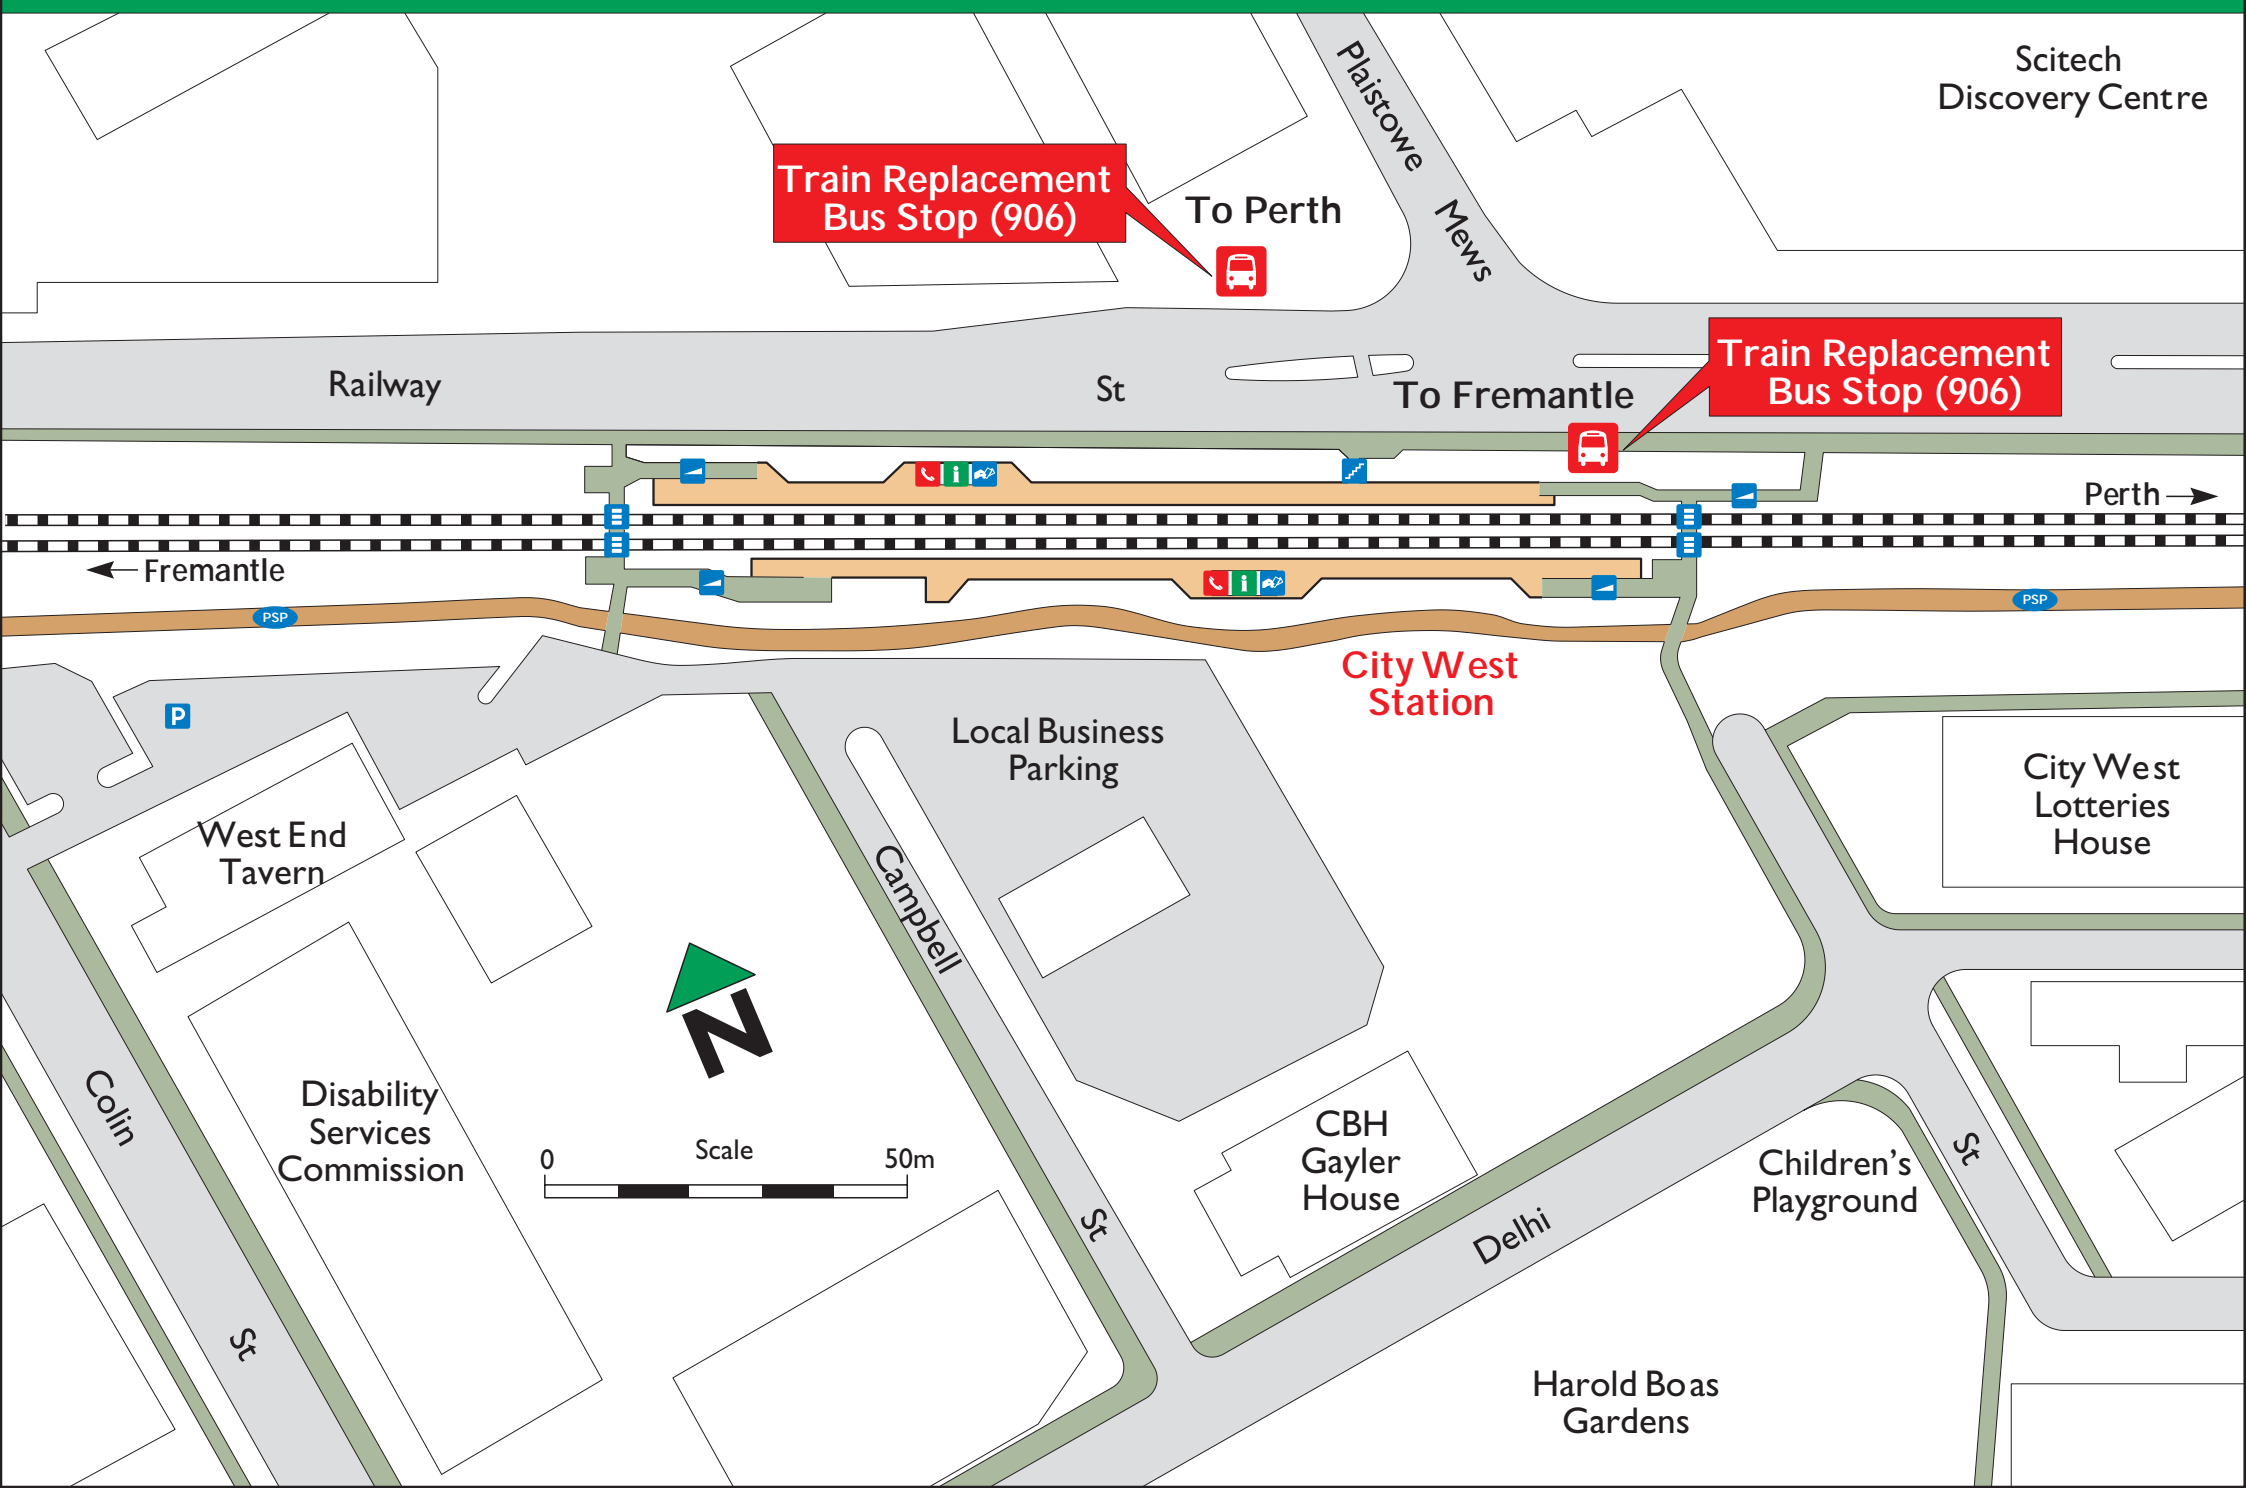 Scitech
Discovery Centre
Plaistowe
Mews
Train Replacement
Bus Stop (906)
To Perth
Train Replacement
Bus Stop (906)
To Fremantle
Railway
St
Perth
Fremantle
PSP
PSP
City West
Station
P
Local Business
Parking
City West
Lotteries
House
West End
Tavern
Campbell
St
N
Colin
St
Disability
Services
Commission
0
Scale
50m
CBH
Gayler
House
Children's
Playground
St
Delhi
Harold Boas
Gardens